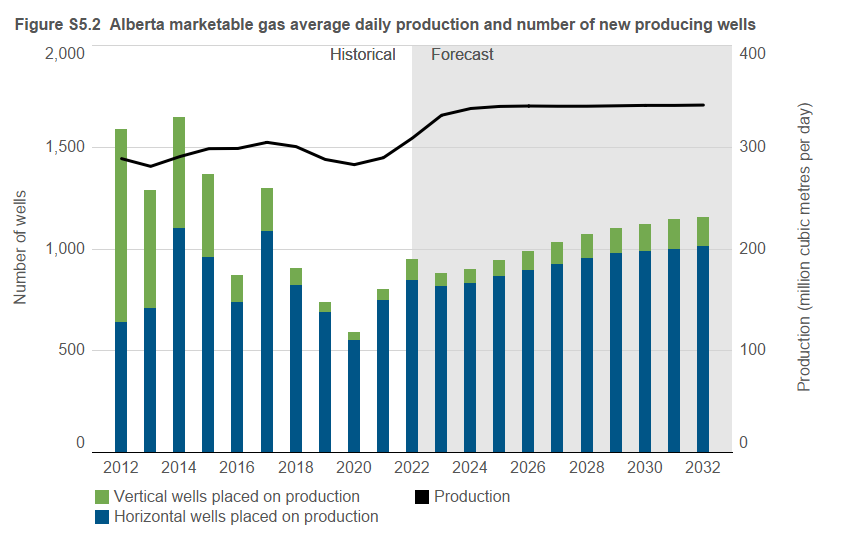 Figure S5.2  Alberta marketable gas average daily production and number of new producing wells
2,000
400
Historical
Forecast
1,500
300
1,000
200
500
100
0
0
Number of wells
Production (million cubic metres per day)
2012 2014 2016 2018 2020 2022 2024 2026 2028 2030 2032
Vertical wells placed on production
Production
Horizontal wells placed on production